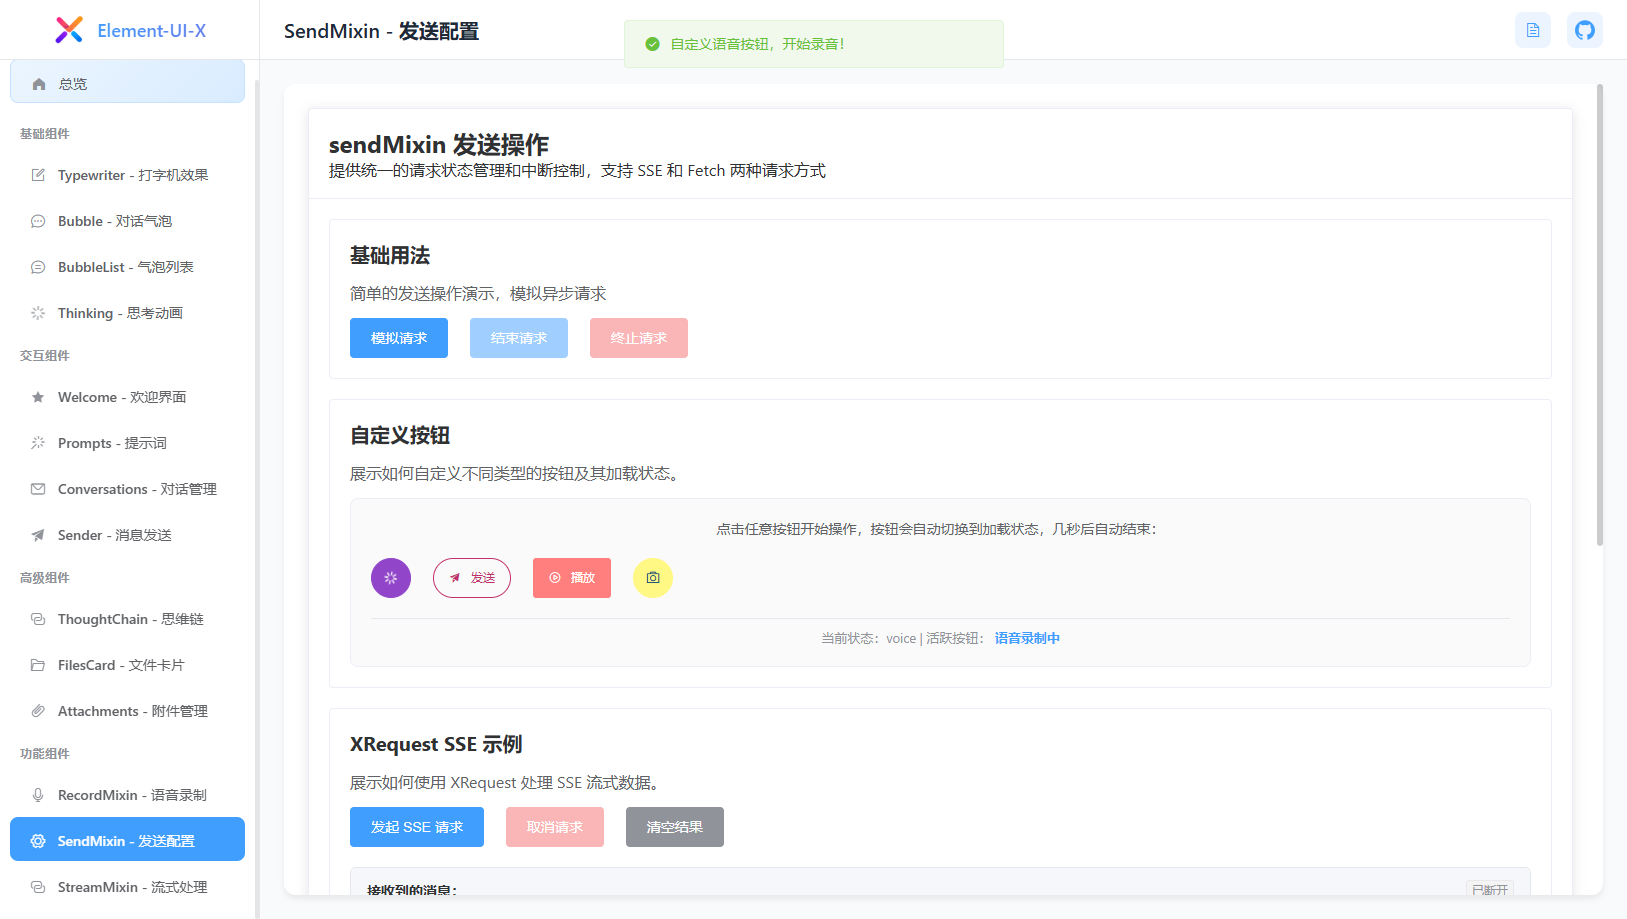 Element-UI-X
SendMixin - 发送配置
自定义语音按钮，开始录音！
总览
基础组件
Typewriter - 打字机效果
Bubble - 对话气泡
BubbleList - 气泡列表
Thinking - 思考动画
交互组件
Welcome - 欢迎界面
Prompts - 提示词
Conversations - 对话管理
Sender - 消息发送
高级组件
ThoughtChain - 思维链
FilesCard - 文件卡片
Attachments - 附件管理
功能组件
RecordMixin - 语音录制
SendMixin - 发送配置
StreamMixin - 流式处理
sendMixin 发送操作
提供统一的请求状态管理和中断控制，支持 SSE 和 Fetch 两种请求方式
基础用法
简单的发送操作演示，模拟异步请求
模拟请求 结束请求 终止请求
自定义按钮
展示如何自定义不同类型的按钮及其加载状态。
点击任意按钮开始操作，按钮会自动切换到加载状态，几秒后自动结束：
发送 播放
当前状态：voice | 活跃按钮： 语音录制中
XRequest SSE 示例
展示如何使用 XRequest 处理 SSE 流式数据。
发起 SSE 请求 取消请求 清空结果
接收到的消息： 已断开